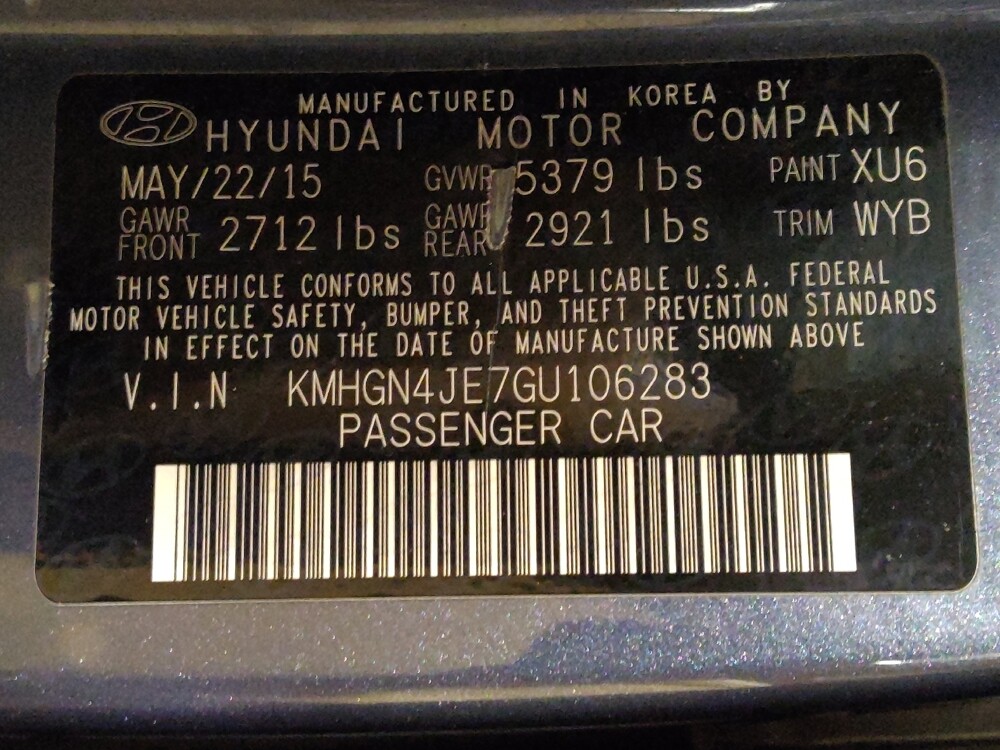 MANUFACTURED IN KOREA BY
HYUNDAI MOTOR COMPANY
MAY/22/15 GVWR 5379 lbs PAINT XU6
GAWR FRONT 2712 lbs GAWR REAR 2921 lbs TRIM WYB
THIS VEHICLE CONFORMS TO ALL APPLICABLE U.S.A. FEDERAL
MOTOR VEHICLE SAFETY, BUMPER, AND THEFT PREVENTION STANDARDS
IN EFFECT ON THE DATE OF MANUFACTURE SHOWN ABOVE
V.I.N KMHGN4JE7GU106283
PASSENGER CAR